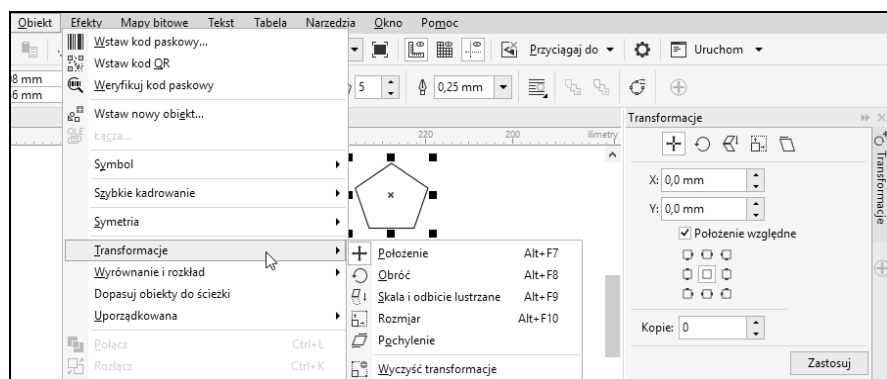 Obiekt Efekty Mapy bitowe Tekst Tabela Narzędzia Okno Pomoc
Wstaw kod paskowy...
Wstaw kod QR
Weryfikuj kod paskowy
Wstaw nowy obiekt...
Łącza...
Symbol
Szybkie kadrowanie
Symetria
Transformacje
Wyrównanie i rozkład
Dopasuj obiekty do ścieżki
Uporządkowana
Połącz Ctrl+L
Rozłącz Ctrl+K
Przyciągaj do Uruchom
8 mm
6 mm
5 0,25 mm
220 200 ilimetry
Położenie Alt+F7
Obróć Alt+F8
Skala i odbicie lustrzane Alt+F9
Rozmiar Alt+F10
Pochylenie
Wyczyść transformacje
Transformacje
X: 0,0 mm
Y: 0,0 mm
Położenie względne
Kopie: 0
Zastosuj
Transformacje